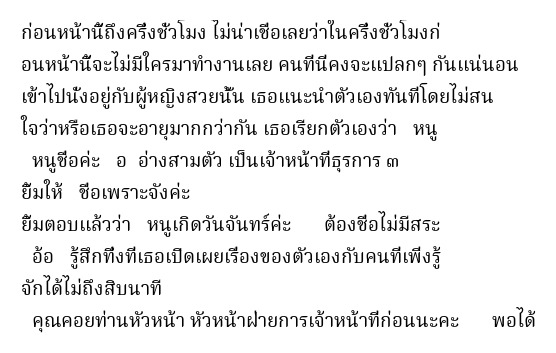 ก่อนหน้านี้ถึงครึ่งชั่วโมง ไม่น่าเชื่อเลยว่าในครึ่งชั่วโมงก่
อนหน้านี้จะไม่มีใครมาทำงานเลย คนที่นี่คงจะแปลกๆ กันแน่นอน
เข้าไปนั่งอยู่กับผู้หญิงสวยนั้น เธอแนะนำตัวเองทันทีโดยไม่สน
ใจว่าหรือเธอจะอายุมากกว่ากัน เธอเรียกตัวเองว่า หนู
หนูชื่อค่ะ อ อ่างสามตัว เป็นเจ้าหน้าที่ธุรการ ๓
ยิ้มให้ ชื่อเพราะจังค่ะ
ยิ้มตอบแล้วว่า หนูเกิดวันจันทร์ค่ะ ต้องชื่อไม่มีสระ
อ้อ รู้สึกทึ่งที่เธอเปิดเผยเรื่องของตัวเองกับคนที่เพิ่งรู้
จักได้ไม่ถึงสิบนาที
คุณคอยท่านหัวหน้า หัวหน้าฝ่ายการเจ้าหน้าที่ก่อนนะคะ พอได้